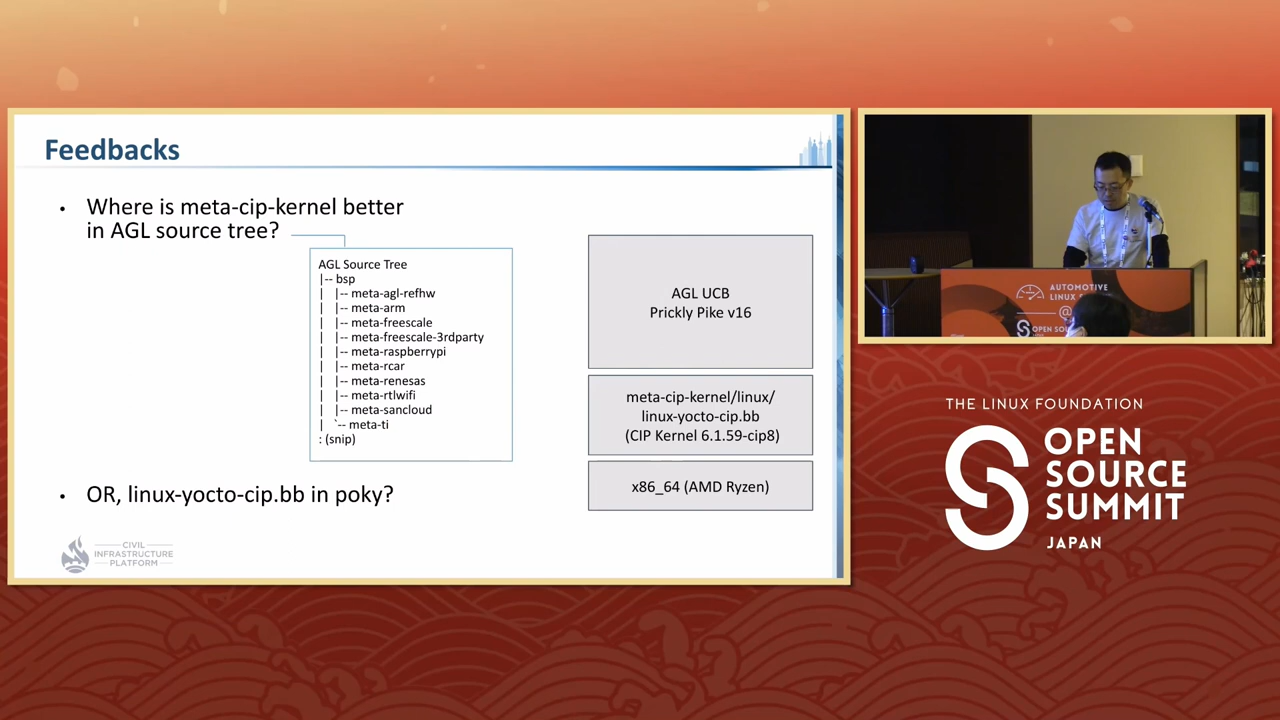 Feedbacks
• Where is meta-cip-kernel better
in AGL source tree?
AGL Source Tree
|-- bsp
| |-- meta-agl-refhw
| |-- meta-arm
| |-- meta-freescale
| |-- meta-freescale-3rdparty
| |-- meta-raspberrypi
| |-- meta-rcar
| |-- meta-renesas
| |-- meta-rtlwifi
| |-- meta-sancloud
| `-- meta-ti
: (snip)
• OR, linux-yocto-cip.bb in poky?
AGL UCB
Prickly Pike v16
meta-cip-kernel/linux/
linux-yocto-cip.bb
(CIP Kernel 6.1.59-cip8)
x86_64 (AMD Ryzen)
CIVIL
INFRASTRUCTURE
PLATFORM
AUTOMOTIVE
LINUX
@
OPEN
THE LINUX FOUNDATION
OPEN
SOURCE
SUMMIT
JAPAN